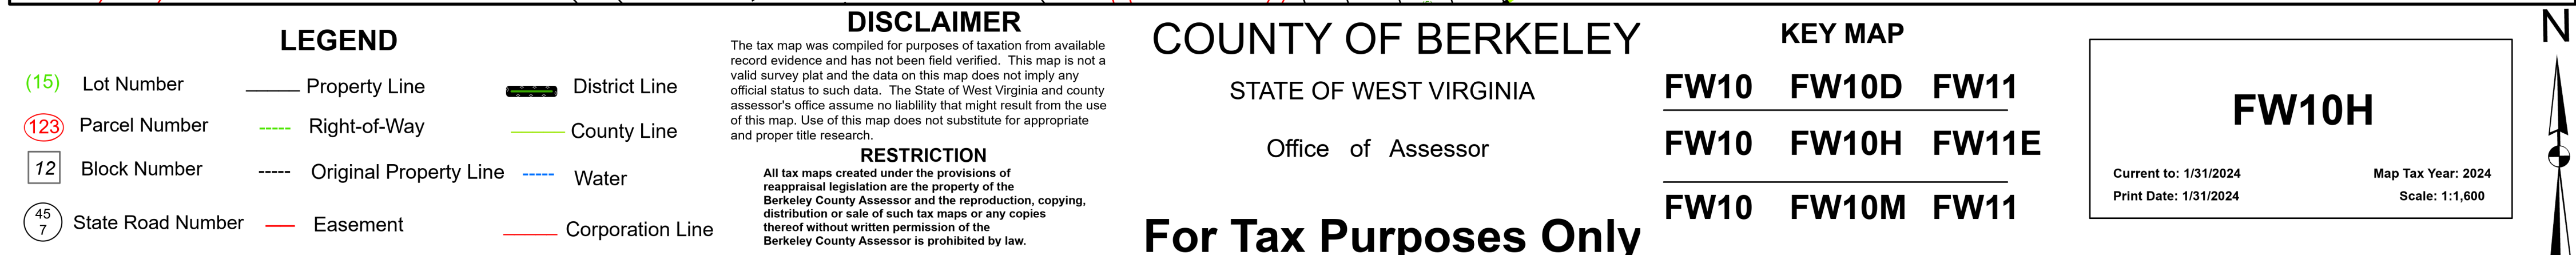 LEGEND
(15) Lot Number
Property Line
District Line
123 Parcel Number
Right-of-Way
County Line
12 Block Number
Original Property Line
Water
45
7
State Road Number
Easement
Corporation Line
DISCLAIMER
The tax map was compiled for purposes of taxation from available
record evidence and has not been field verified. This map is not a
valid survey plat and the data on this map does not imply any
official status to such data. The State of West Virginia and county
assessor's office assume no liablility that might result from the use
of this map. Use of this map does not substitute for appropriate
and proper title research.
RESTRICTION
All tax maps created under the provisions of
reappraisal legislation are the property of the
Berkeley County Assessor and the reproduction, copying,
distribution or sale of such tax maps or any copies
thereof without written permission of the
Berkeley County Assessor is prohibited by law.
COUNTY OF BERKELEY
STATE OF WEST VIRGINIA
Office of Assessor
For Tax Purposes Only
KEY MAP
FW10 FW10D FW11
FW10 FW10H FW11E
FW10 FW10M FW11
FW10H
Current to: 1/31/2024 Map Tax Year: 2024
Print Date: 1/31/2024 Scale: 1:1,600
N